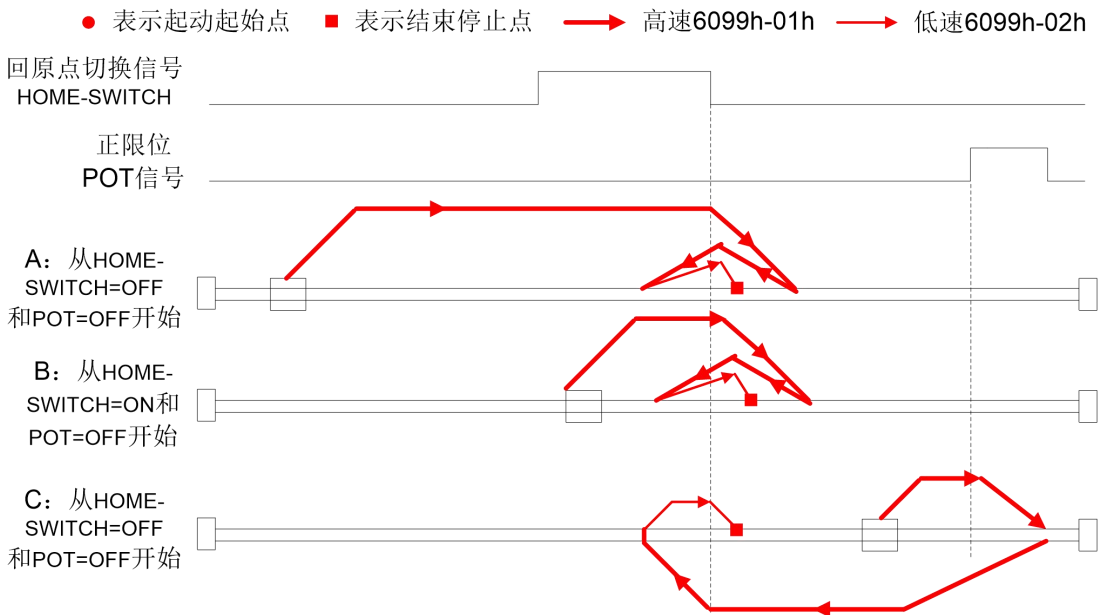 表示起动起始点 表示结束停止点 高速6099h-01h 低速6099h-02h
回原点切换信号
HOME-SWITCH
正限位
POT信号
A：从HOME-
SWITCH=OFF
和POT=OFF开始
B：从HOME-
SWITCH=ON和
POT=OFF开始
C：从HOME-
SWITCH=OFF
和POT=OFF开始